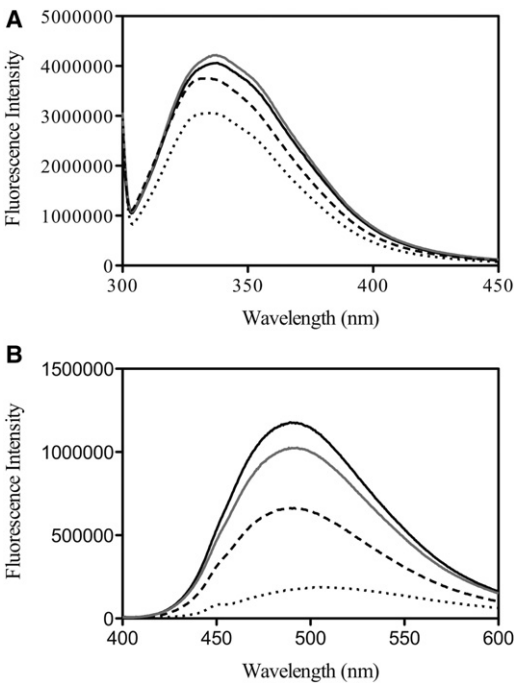 A
5000000
4000000
3000000
2000000
1000000
0
Fluorescence Intensity
300 350 400 450
Wavelength (nm)
B
1500000
1000000
500000
0
Fluorescence Intensity
400 450 500 550 600
Wavelength (nm)